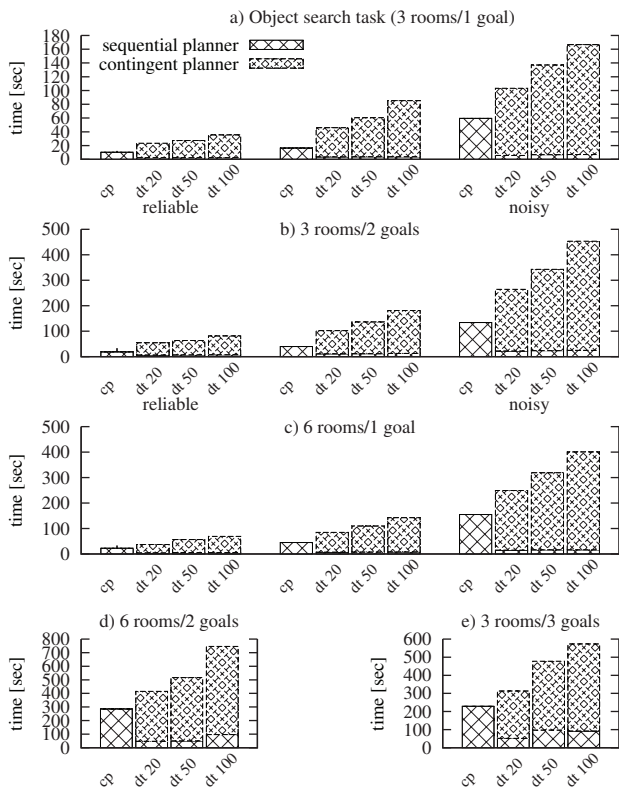 a) Object search task (3 rooms/1 goal)
time [sec]
180
160
140
120
100
80
60
40
20
0
sequential planner
contingent planner
cp dt 20 dt 50 dt 100 cp dt 20 dt 50 dt 100 cp dt 20 dt 50 dt 100
reliable noisy
b) 3 rooms/2 goals
time [sec]
500
400
300
200
100
0
cp dt 20 dt 50 dt 100 cp dt 20 dt 50 dt 100 cp dt 20 dt 50 dt 100
reliable noisy
c) 6 rooms/1 goal
time [sec]
500
400
300
200
100
0
cp dt 20 dt 50 dt 100 cp dt 20 dt 50 dt 100 cp dt 20 dt 50 dt 100
d) 6 rooms/2 goals
time [sec]
800
700
600
500
400
300
200
100
0
cp dt 20 dt 50 dt 100
e) 3 rooms/3 goals
time [sec]
600
500
400
300
200
100
0
cp dt 20 dt 50 dt 100